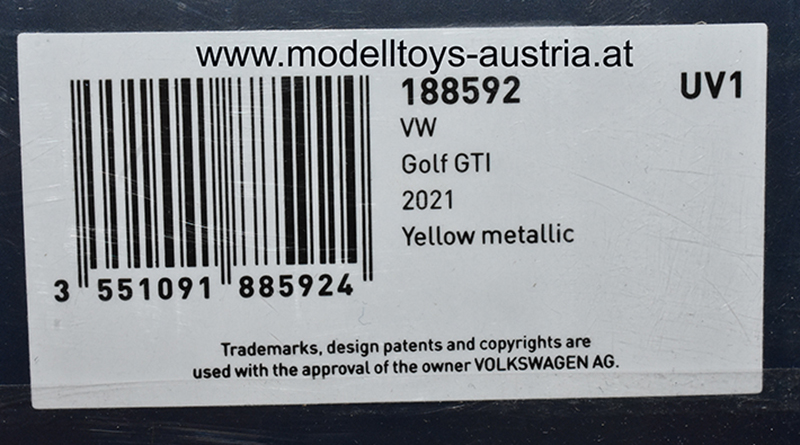 www.modelltoys-austria.at
188592 UV1
VW
Golf GTI
2021
Yellow metallic
3 551091 885924
Trademarks, design patents and copyrights are
used with the approval of the owner VOLKSWAGEN AG.